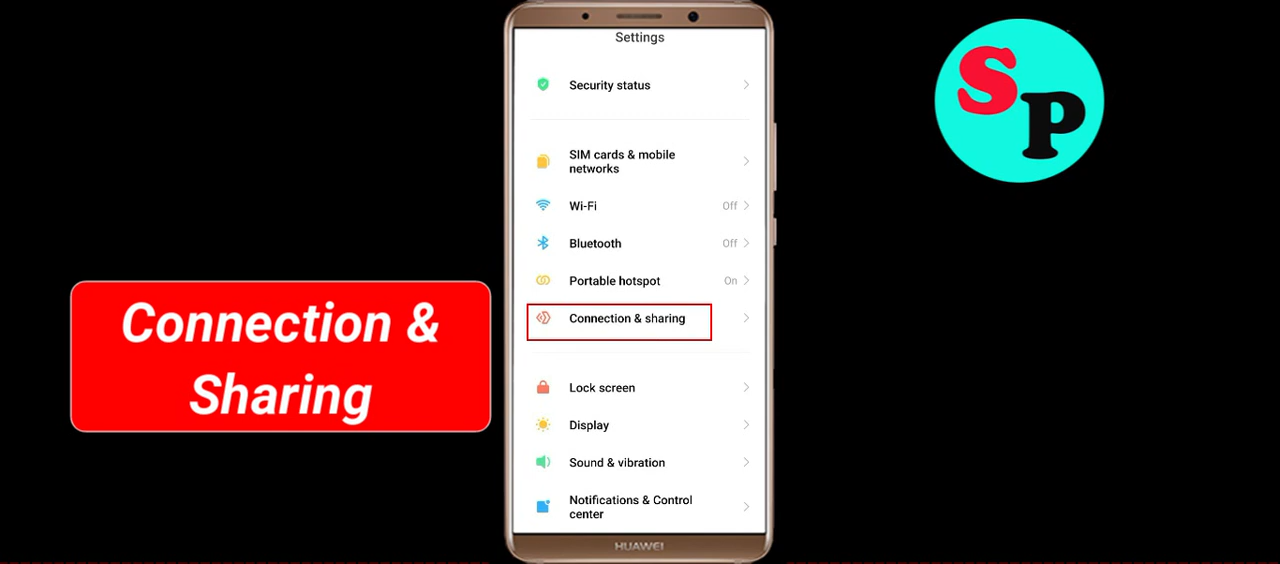 Settings
Security status
SIM cards & mobile
networks
Wi-Fi Off
Bluetooth Off
Portable hotspot On
Connection & sharing
Lock screen
Display
Sound & vibration
Notifications & Control
center
HUAWEI
Connection &
Sharing
SP